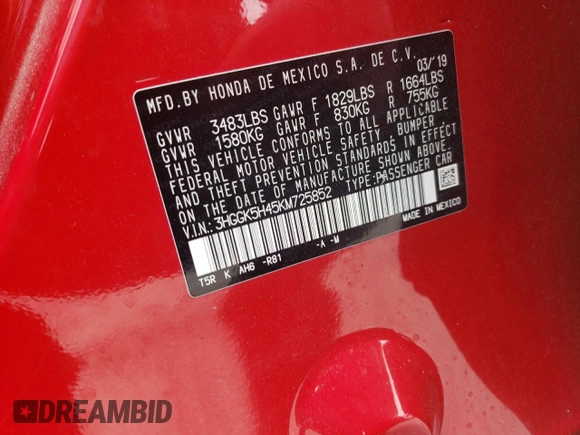 MFD.BY HONDA DE MEXICO S.A. DE C.V.
03/'19
GVWR 3483LBS GAWR F 1829LBS R 1664LBS
GVWR 1580KG GAWR F 830KG R 755KG
THIS VEHICLE CONFORMS TO ALL APPLICABLE
FEDERAL MOTOR VEHICLE SAFETY, BUMPER,
AND THEFT PREVENTION STANDARDS IN EFFECT
ON THE DATE OF MANUFACTURE SHOWN ABOVE.
V.I.N.: 3HGGK5H45KM725852 TYPE:PASSENGER CAR
MADE IN MEXICO
T5R K AH6 -R81 -A -M
DREAMBID